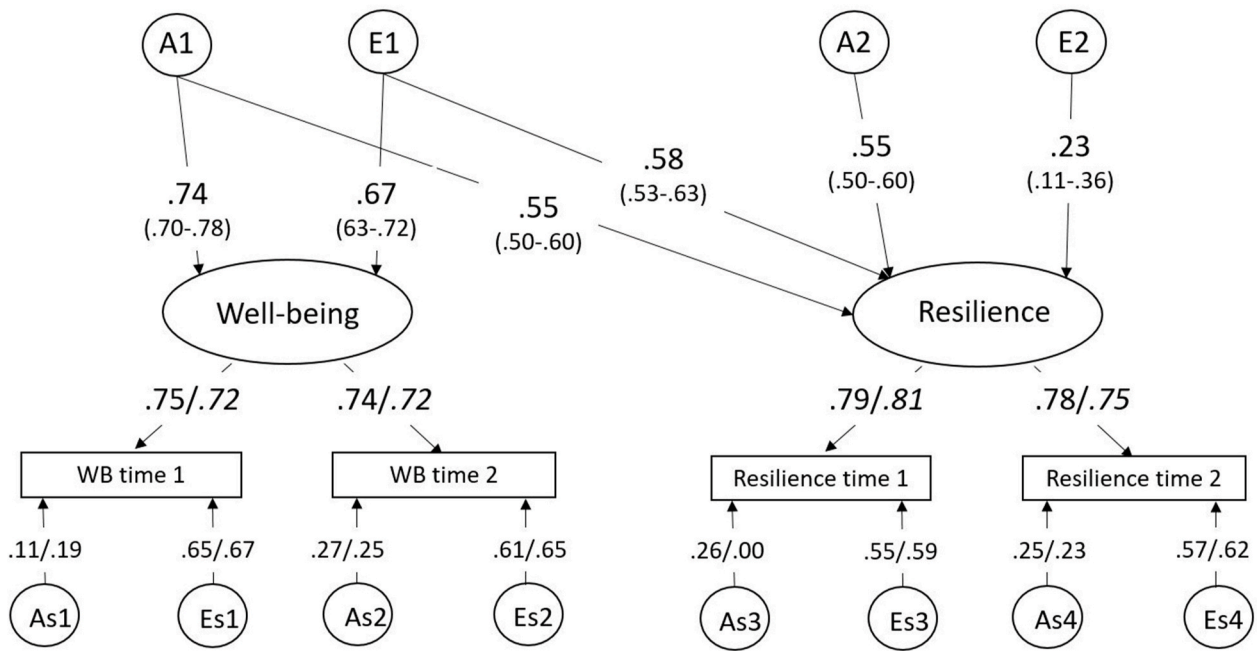 A1 E1 A2 E2
.58 .55 .23
(.53-.63) (.50-.60) (.11-.36)
.74 .67 .55
(.70-.78) (63-.72) (.50-.60)
Well-being Resilience
.75/.72 .74/.72 .79/.81 .78/.75
WB time 1 WB time 2 Resilience time 1 Resilience time 2
.11/.19 .65/.67 .27/.25 .61/.65 .26/.00 .55/.59 .25/.23 .57/.62
As1 Es1 As2 Es2 As3 Es3 As4 Es4